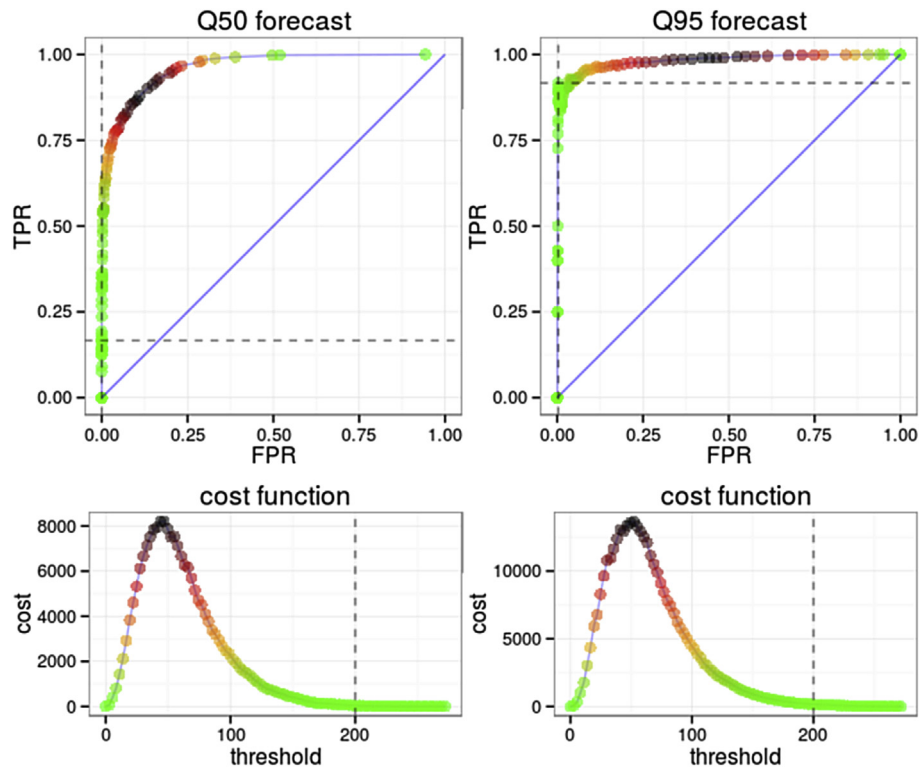 Q50 forecast
1.00
0.75
0.50
0.25
0.00
TPR
0.00 0.25 0.50 0.75 1.00
FPR
Q95 forecast
1.00
0.75
0.50
0.25
0.00
TPR
0.00 0.25 0.50 0.75 1.00
FPR
cost function
8000
6000
4000
2000
0
cost
0 100 200
threshold
cost function
10000
5000
0
cost
0 100 200
threshold